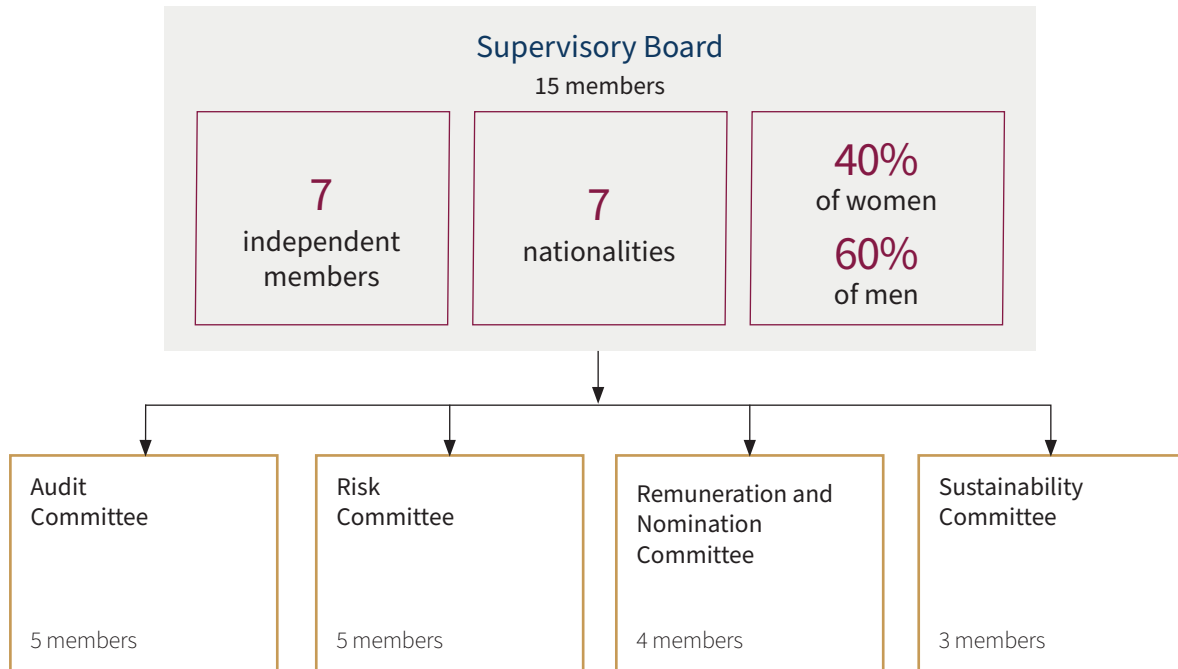 Supervisory Board
15 members
7
independent
members
7
nationalities
40%
of women
60%
of men
Audit
Committee
5 members
Risk
Committee
5 members
Remuneration and
Nomination
Committee
4 members
Sustainability
Committee
3 members